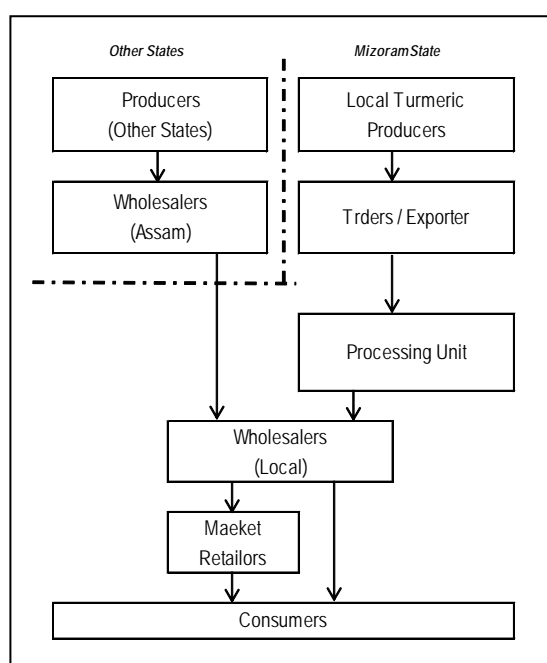 Other States
Mizoram State
Producers
(Other States)
Local Turmeric
Producers
Wholesalers
(Assam)
Trders / Exporter
Processing Unit
Wholesalers
(Local)
Maeket
Retailors
Consumers